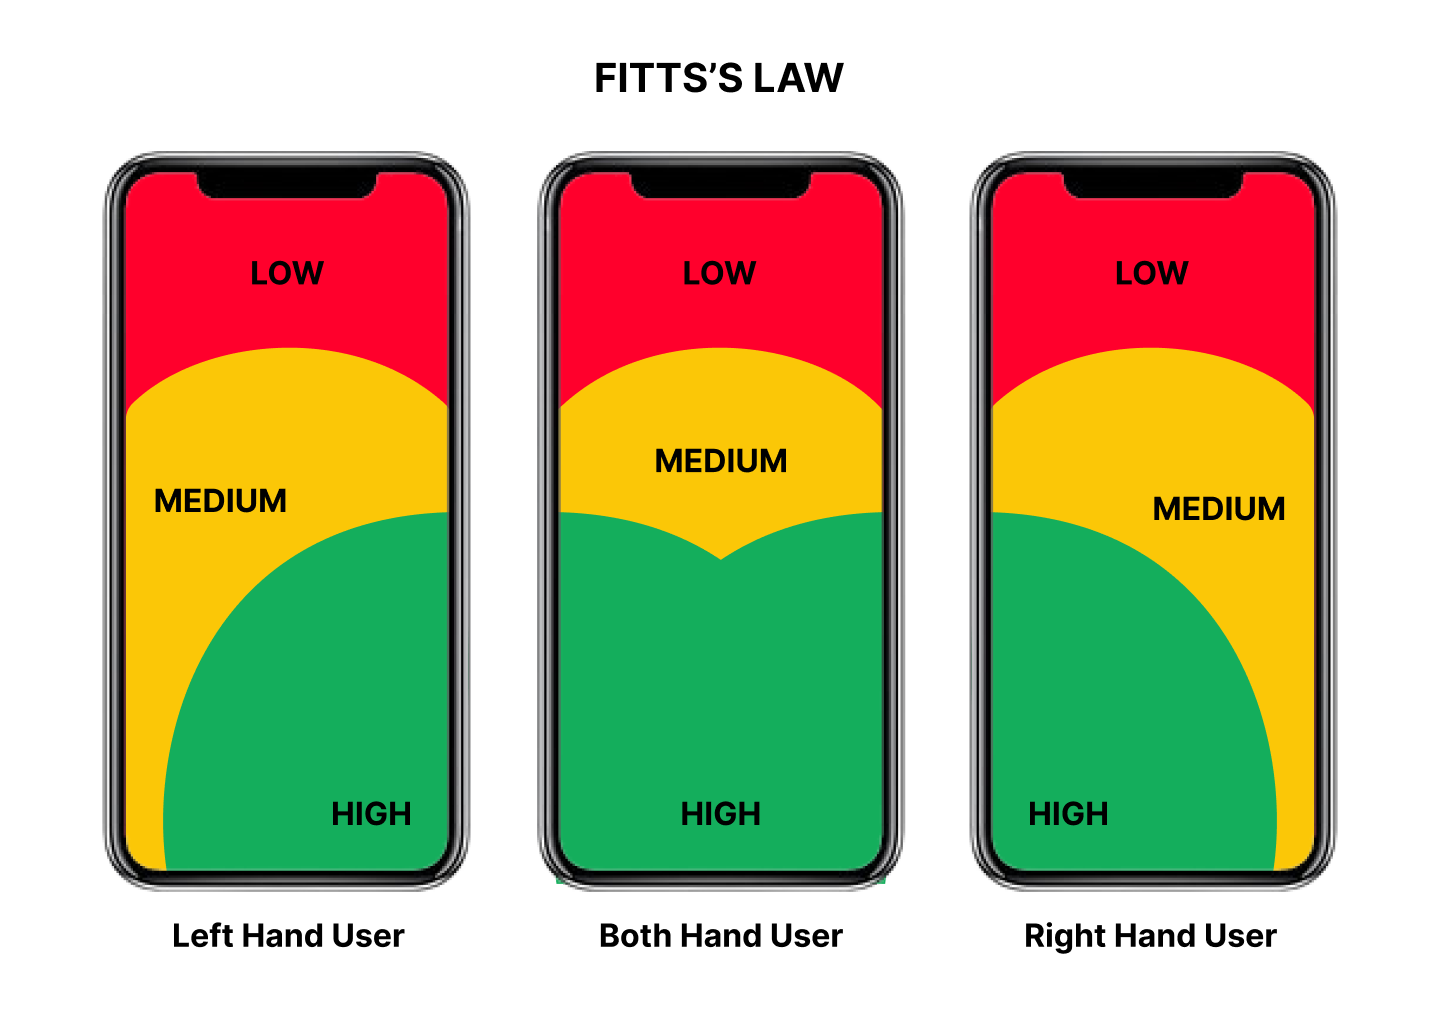 FITTS’S LAW
LOW
MEDIUM
HIGH
Left Hand User
LOW
MEDIUM
HIGH
Both Hand User
LOW
MEDIUM
HIGH
Right Hand User